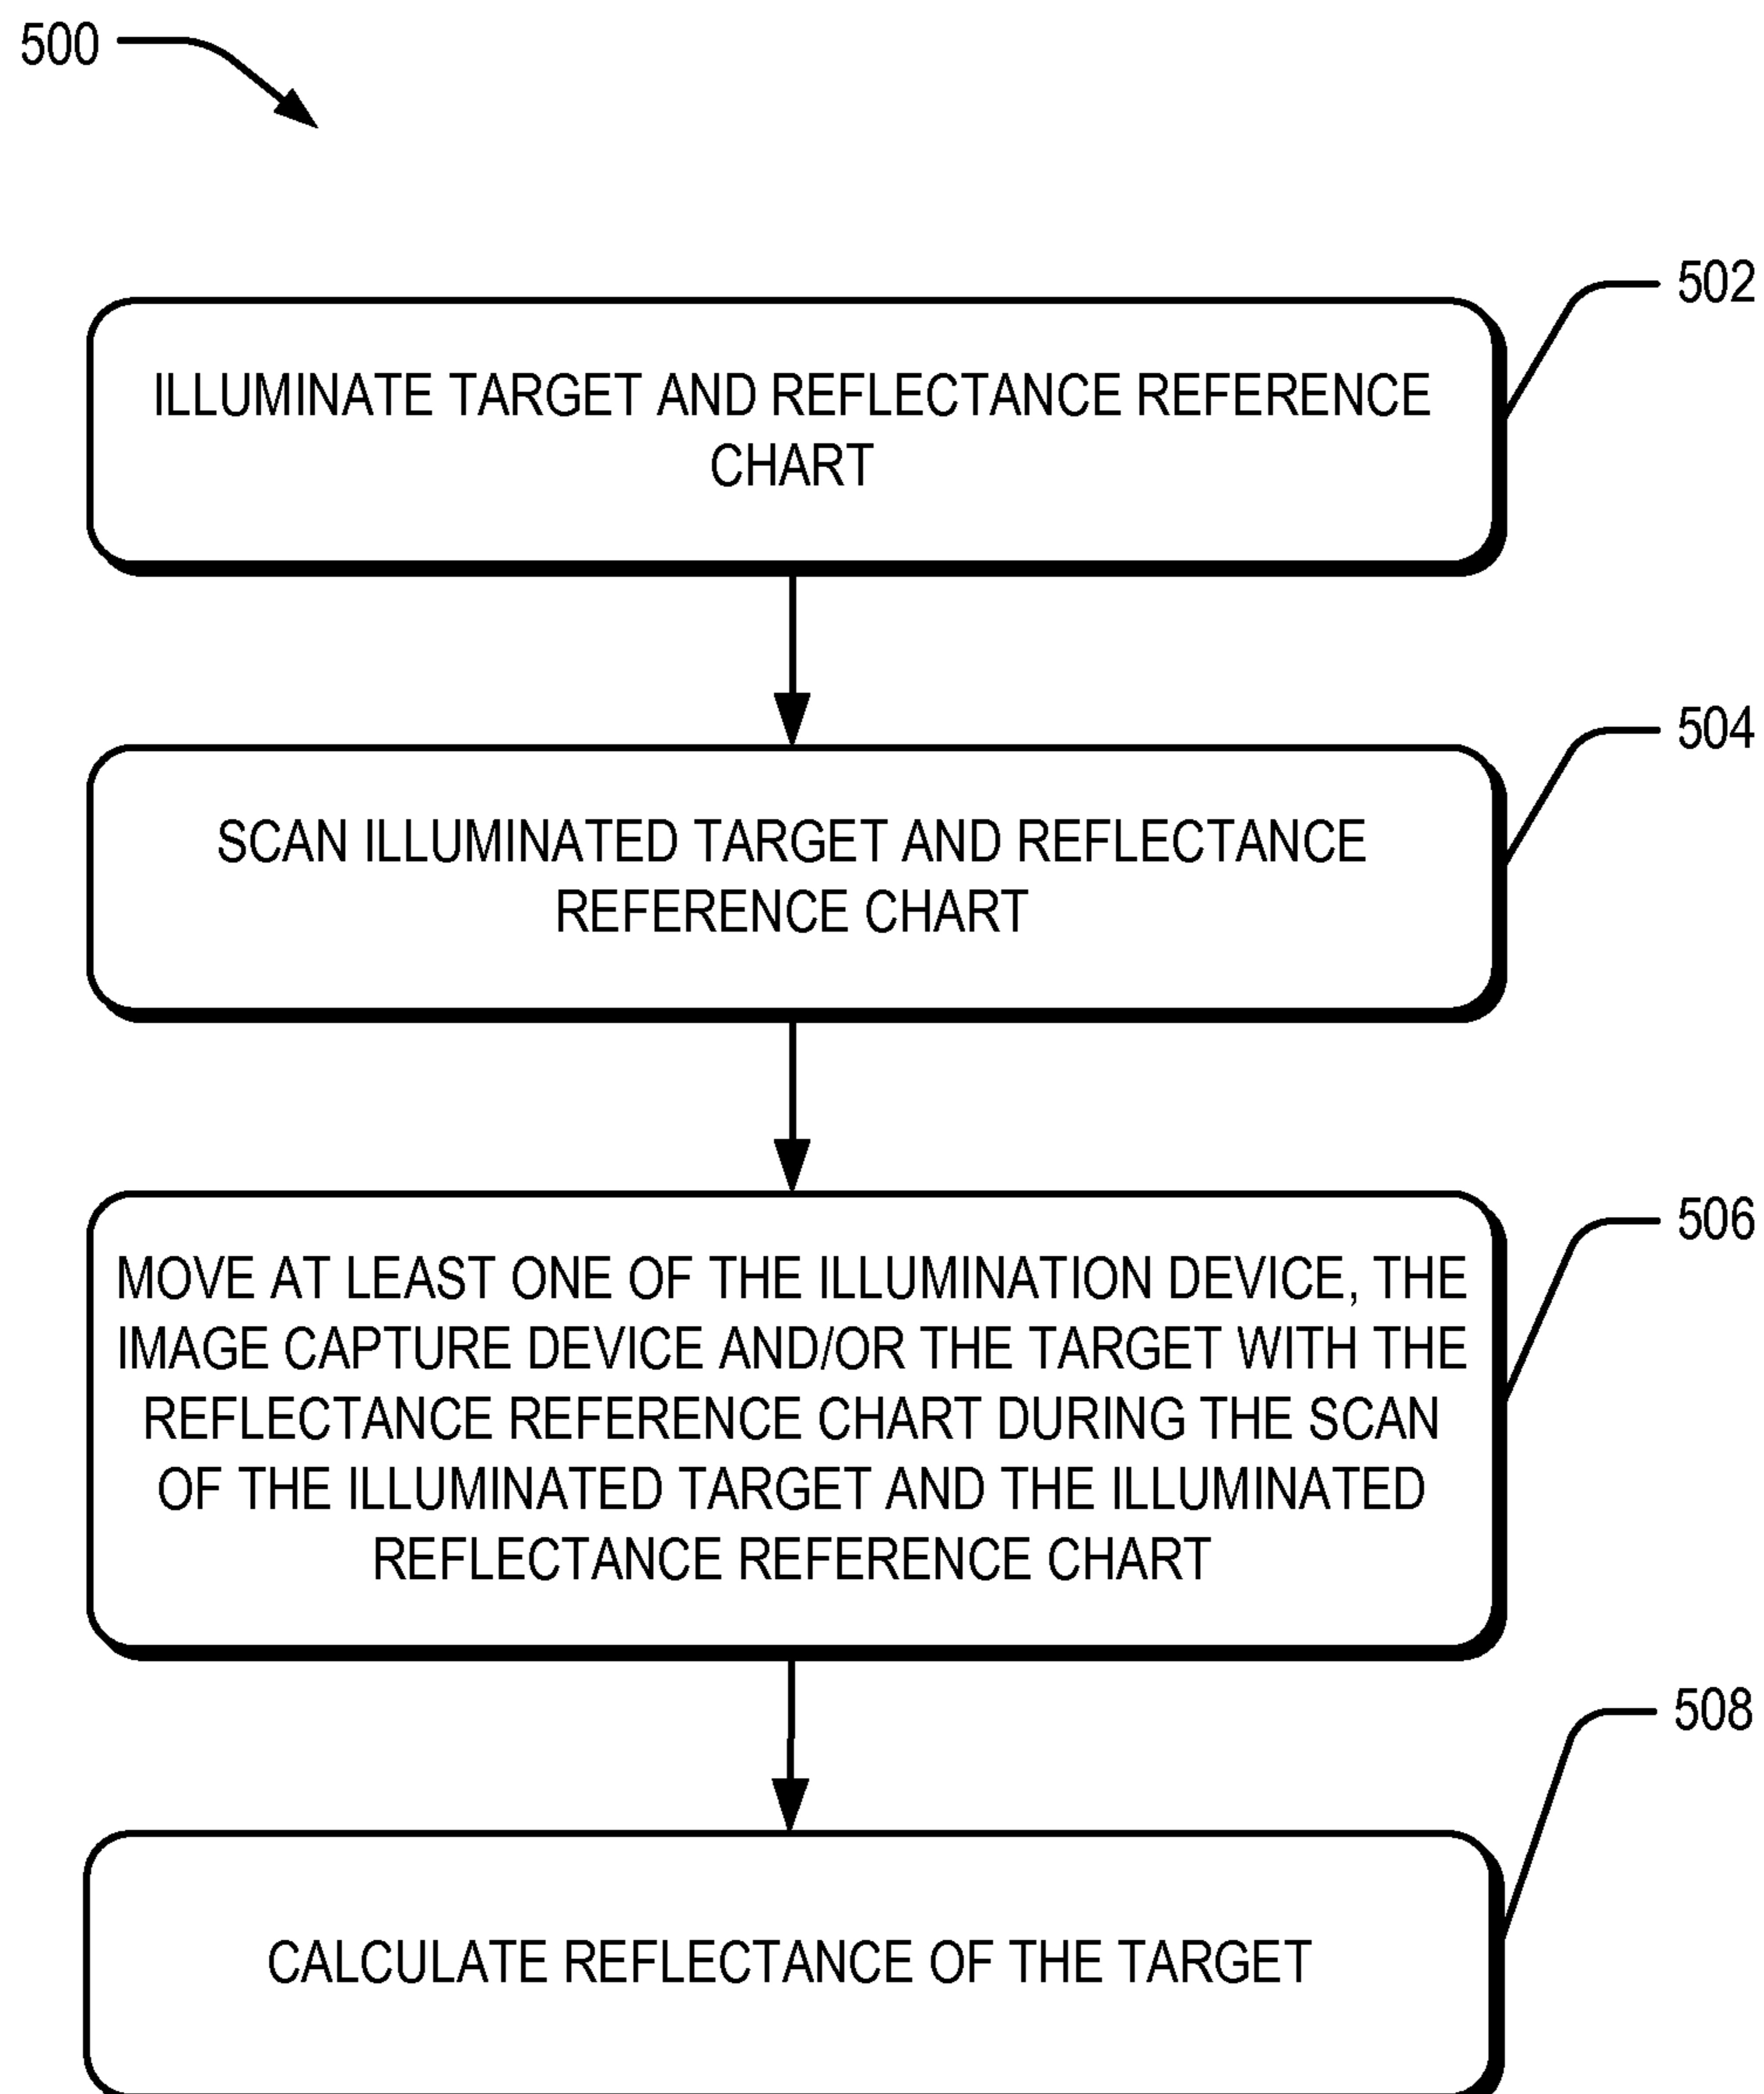 500
502
ILLUMINATE TARGET AND REFLECTANCE REFERENCE
CHART
504
SCAN ILLUMINATED TARGET AND REFLECTANCE
REFERENCE CHART
506
MOVE AT LEAST ONE OF THE ILLUMINATION DEVICE, THE
IMAGE CAPTURE DEVICE AND/OR THE TARGET WITH THE
REFLECTANCE REFERENCE CHART DURING THE SCAN
OF THE ILLUMINATED TARGET AND THE ILLUMINATED
REFLECTANCE REFERENCE CHART
508
CALCULATE REFLECTANCE OF THE TARGET